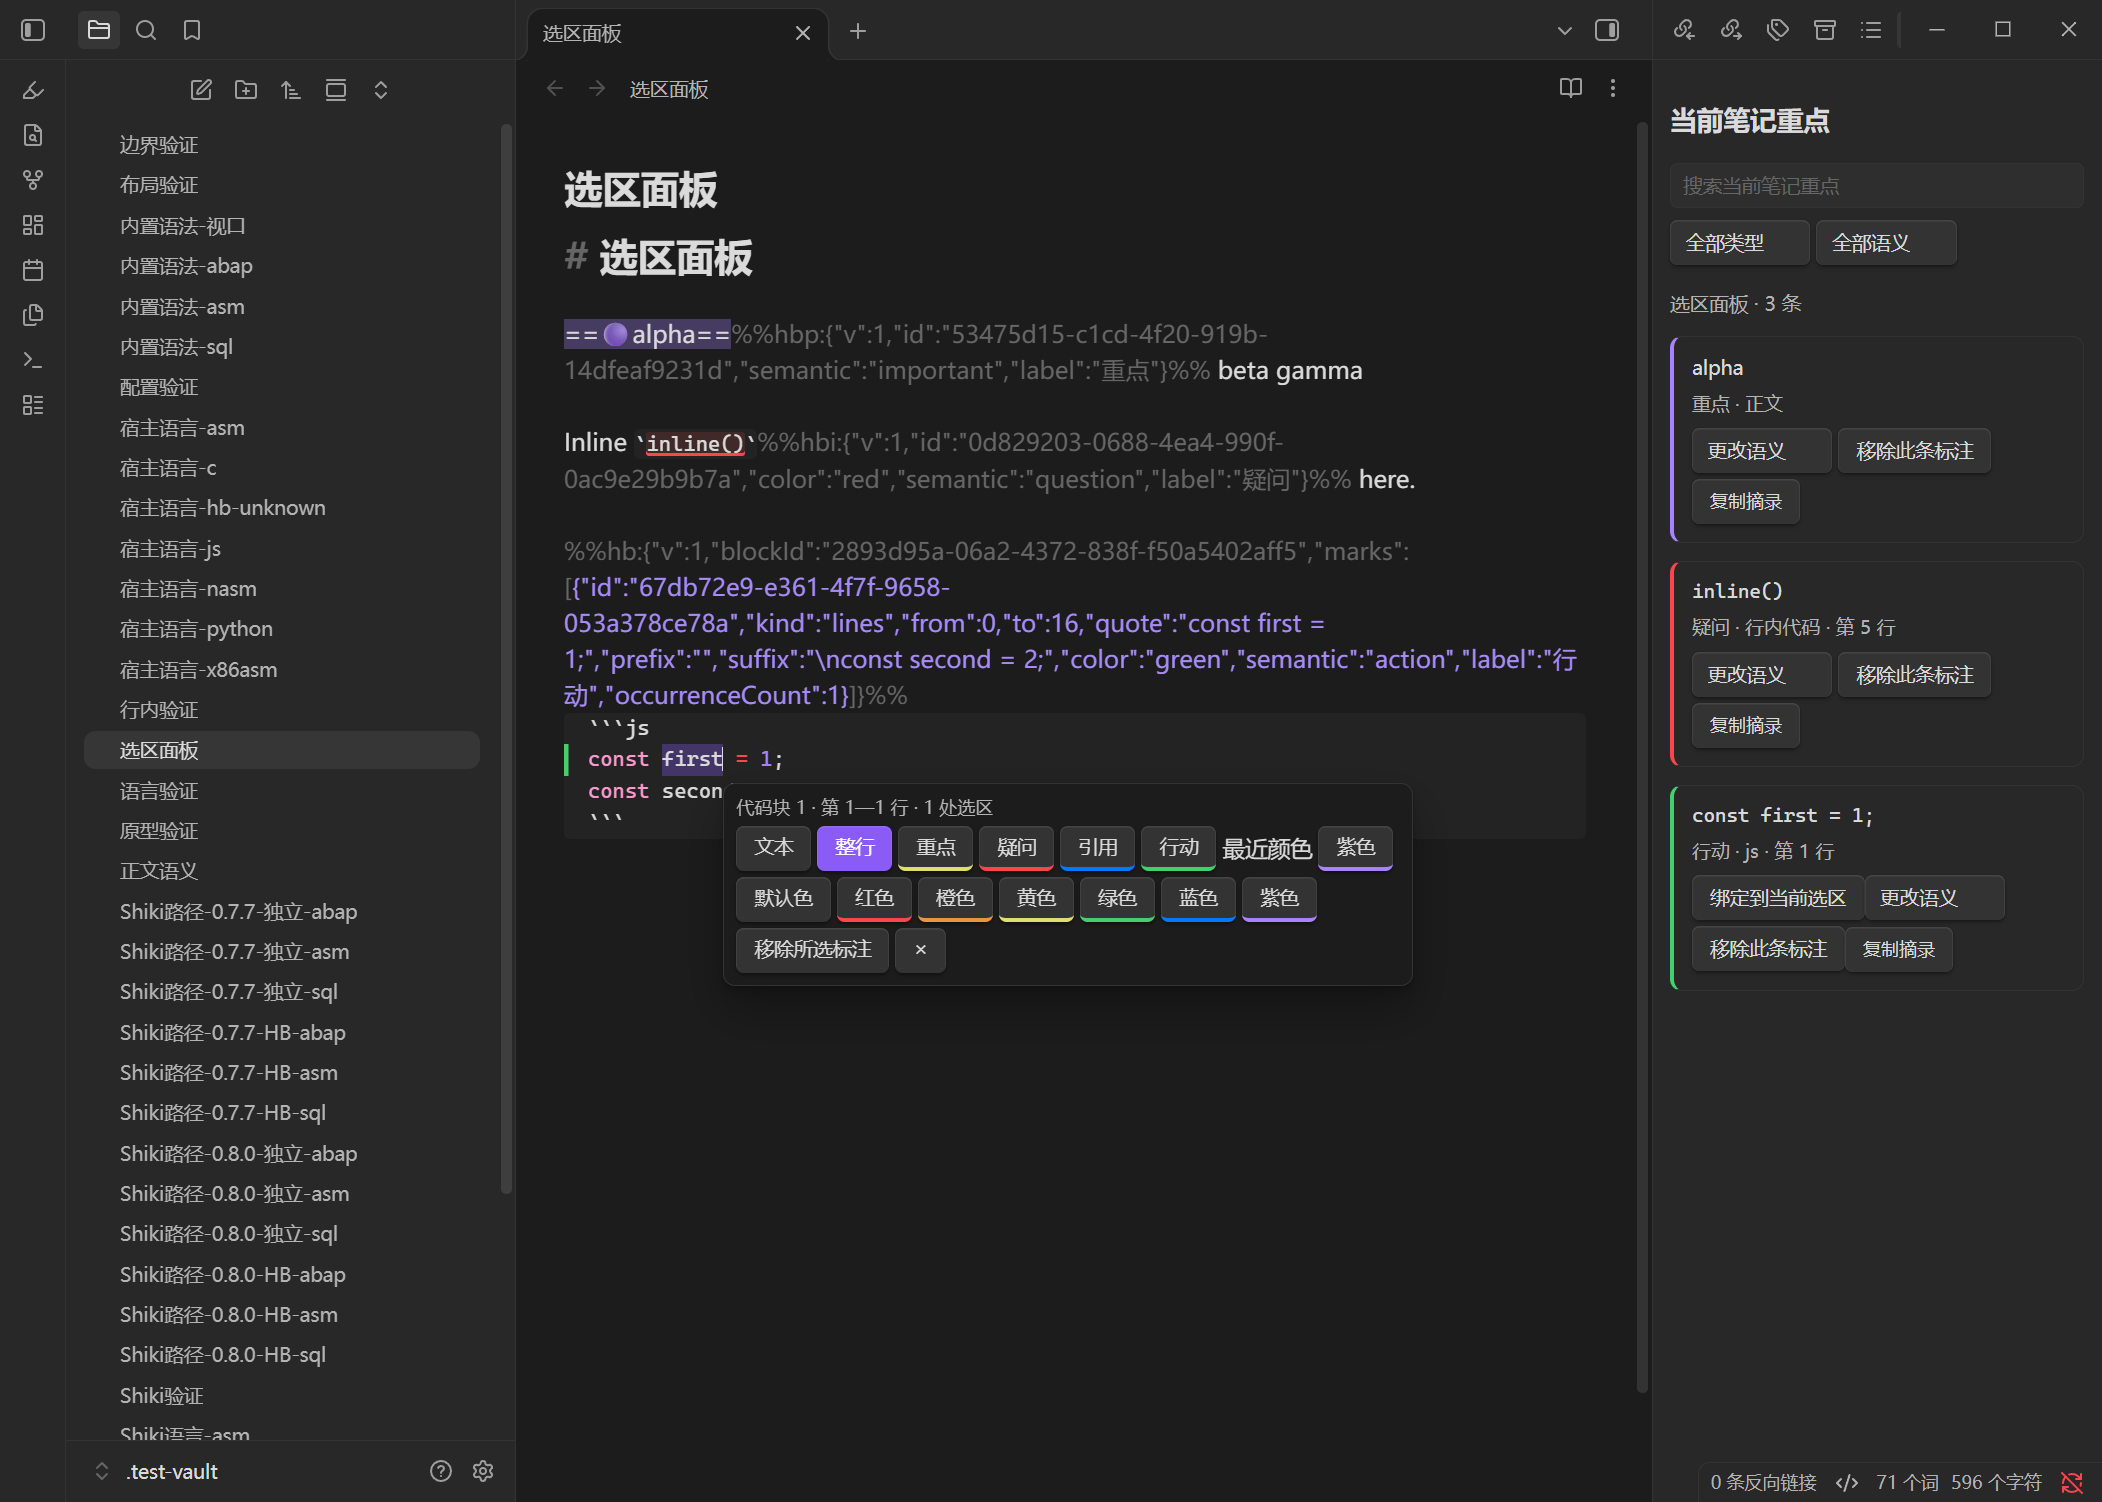 选区面板
选区面板
边界验证
布局验证
内置语法-视口
内置语法-abap
内置语法-asm
内置语法-sql
配置验证
宿主语言-asm
宿主语言-c
宿主语言-hb-unknown
宿主语言-js
宿主语言-nasm
宿主语言-python
宿主语言-x86asm
行内验证
选区面板
语言验证
原型验证
正文语义
Shiki路径-0.7.7-独立-abap
Shiki路径-0.7.7-独立-asm
Shiki路径-0.7.7-独立-sql
Shiki路径-0.7.7-HB-abap
Shiki路径-0.7.7-HB-asm
Shiki路径-0.7.7-HB-sql
Shiki路径-0.8.0-独立-abap
Shiki路径-0.8.0-独立-asm
Shiki路径-0.8.0-独立-sql
Shiki路径-0.8.0-HB-abap
Shiki路径-0.8.0-HB-asm
Shiki路径-0.8.0-HB-sql
Shiki验证
Shiki语言-asm
.test-vault
选区面板
# 选区面板
==🟣alpha==%%hbp:{"v":1,"id":"53475d15-c1cd-4f20-919b-
14dfeaf9231d","semantic":"important","label":"重点"}%% beta gamma
Inline `inline()`%%hbi:{"v":1,"id":"0d829203-0688-4ea4-990f-
0ac9e29b9b7a","color":"red","semantic":"question","label":"疑问"}%% here.
%%hb:{"v":1,"blockId":"2893d95a-06a2-4372-838f-f50a5402aff5","marks":
[{"id":"67db72e9-e361-4f7f-9658-
053a378ce78a","kind":"lines","from":0,"to":16,"quote":"const first =
1;","prefix":"","suffix":"\nconst second = 2;","color":"green","semantic":"action","label":"行
动","occurrenceCount":1}]}%%
```js
const first = 1;
const secon
```
代码块 1 · 第 1—1 行 · 1 处选区
文本 整行 重点 疑问 引用 行动 最近颜色 紫色
默认色 红色 橙色 黄色 绿色 蓝色 紫色
移除所选标注 ×
当前笔记重点
搜索当前笔记重点
全部类型 全部语义
选区面板 · 3 条
alpha
重点 · 正文
更改语义 移除此条标注
复制摘录
inline()
疑问 · 行内代码 · 第 5 行
更改语义 移除此条标注
复制摘录
const first = 1;
行动 · js · 第 1 行
绑定到当前选区 更改语义
移除此条标注 复制摘录
0 条反向链接 </> 71 个词 596 个字符